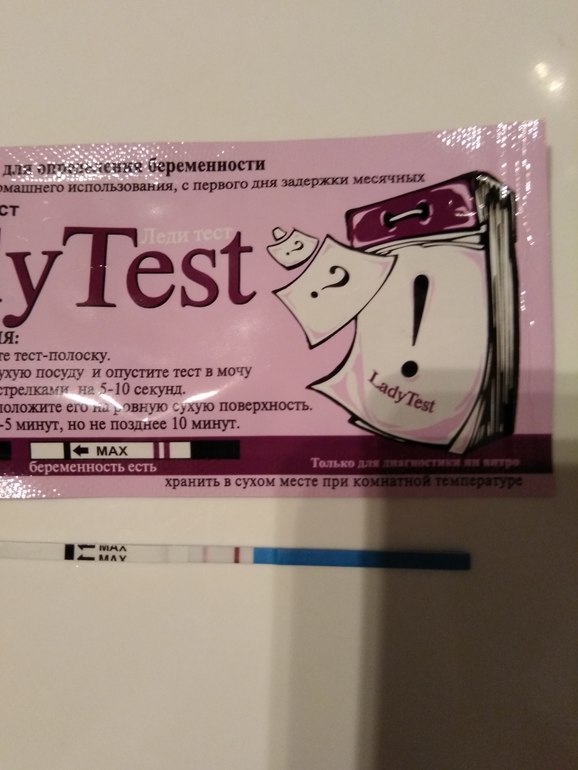 для определения беременности
омашнего использования, с первого дня задержки месячных
ст
Леди тест
yTest
?
?
!
ия:
те тест-полоску.
ухую посуду и опустите тест в мочу
стрелками на 5-10 секунд.
положите его на ровную сухую поверхность.
-5 минут, но не позднее 10 минут.
LadyTest
MAX
беременность есть
Только для диагностики ин витро
хранить в сухом месте при комнатной температуре
MAX
MAX